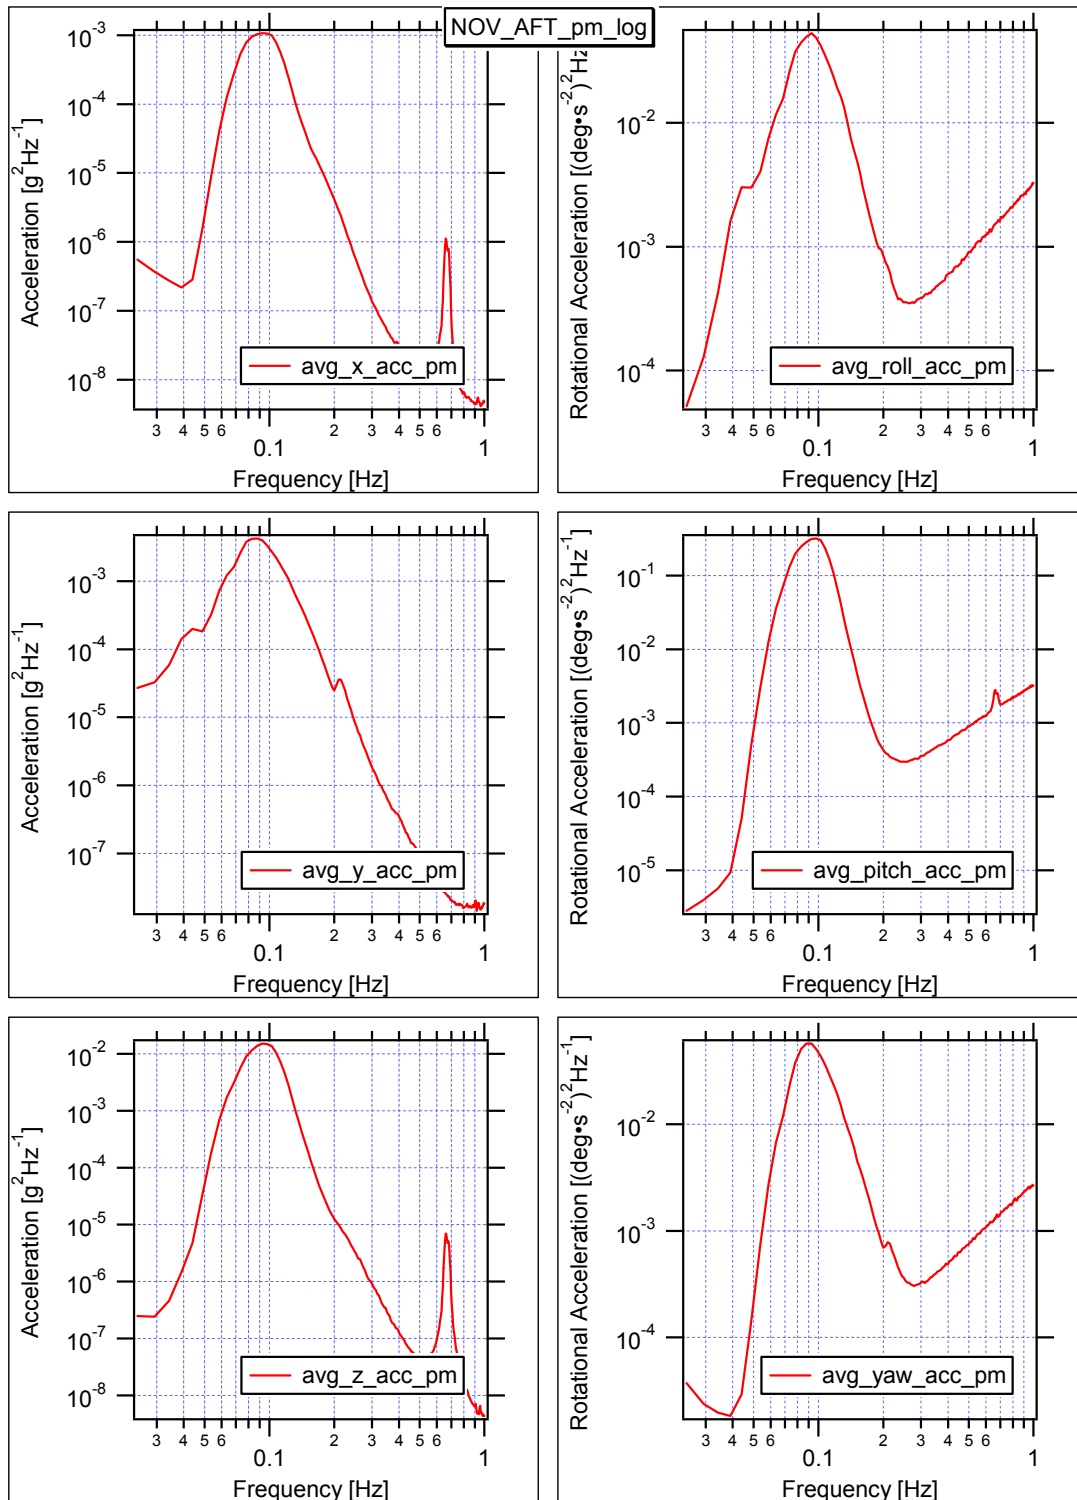 NOV_AFT_pm_log
Acceleration [g²Hz⁻¹]
10⁻³
10⁻⁴
10⁻⁵
10⁻⁶
10⁻⁷
10⁻⁸
avg_x_acc_pm
3 4 5 6 0.1 2 3 4 5 6 1
Frequency [Hz]
Rotational Acceleration [(deg•s⁻²)²Hz
10⁻²
10⁻³
10⁻⁴
avg_roll_acc_pm
3 4 5 6 0.1 2 3 4 5 6 1
Frequency [Hz]
Acceleration [g²Hz⁻¹]
10⁻³
10⁻⁴
10⁻⁵
10⁻⁶
10⁻⁷
avg_y_acc_pm
3 4 5 6 0.1 2 3 4 5 6 1
Frequency [Hz]
Rotational Acceleration [(deg•s⁻²)²Hz⁻¹]
10⁻¹
10⁻²
10⁻³
10⁻⁴
10⁻⁵
avg_pitch_acc_pm
3 4 5 6 0.1 2 3 4 5 6 1
Frequency [Hz]
Acceleration [g²Hz⁻¹]
10⁻²
10⁻³
10⁻⁴
10⁻⁵
10⁻⁶
10⁻⁷
10⁻⁸
avg_z_acc_pm
3 4 5 6 0.1 2 3 4 5 6 1
Frequency [Hz]
Rotational Acceleration [(deg•s⁻²)²Hz⁻¹]
10⁻²
10⁻³
10⁻⁴
avg_yaw_acc_pm
3 4 5 6 0.1 2 3 4 5 6 1
Frequency [Hz]